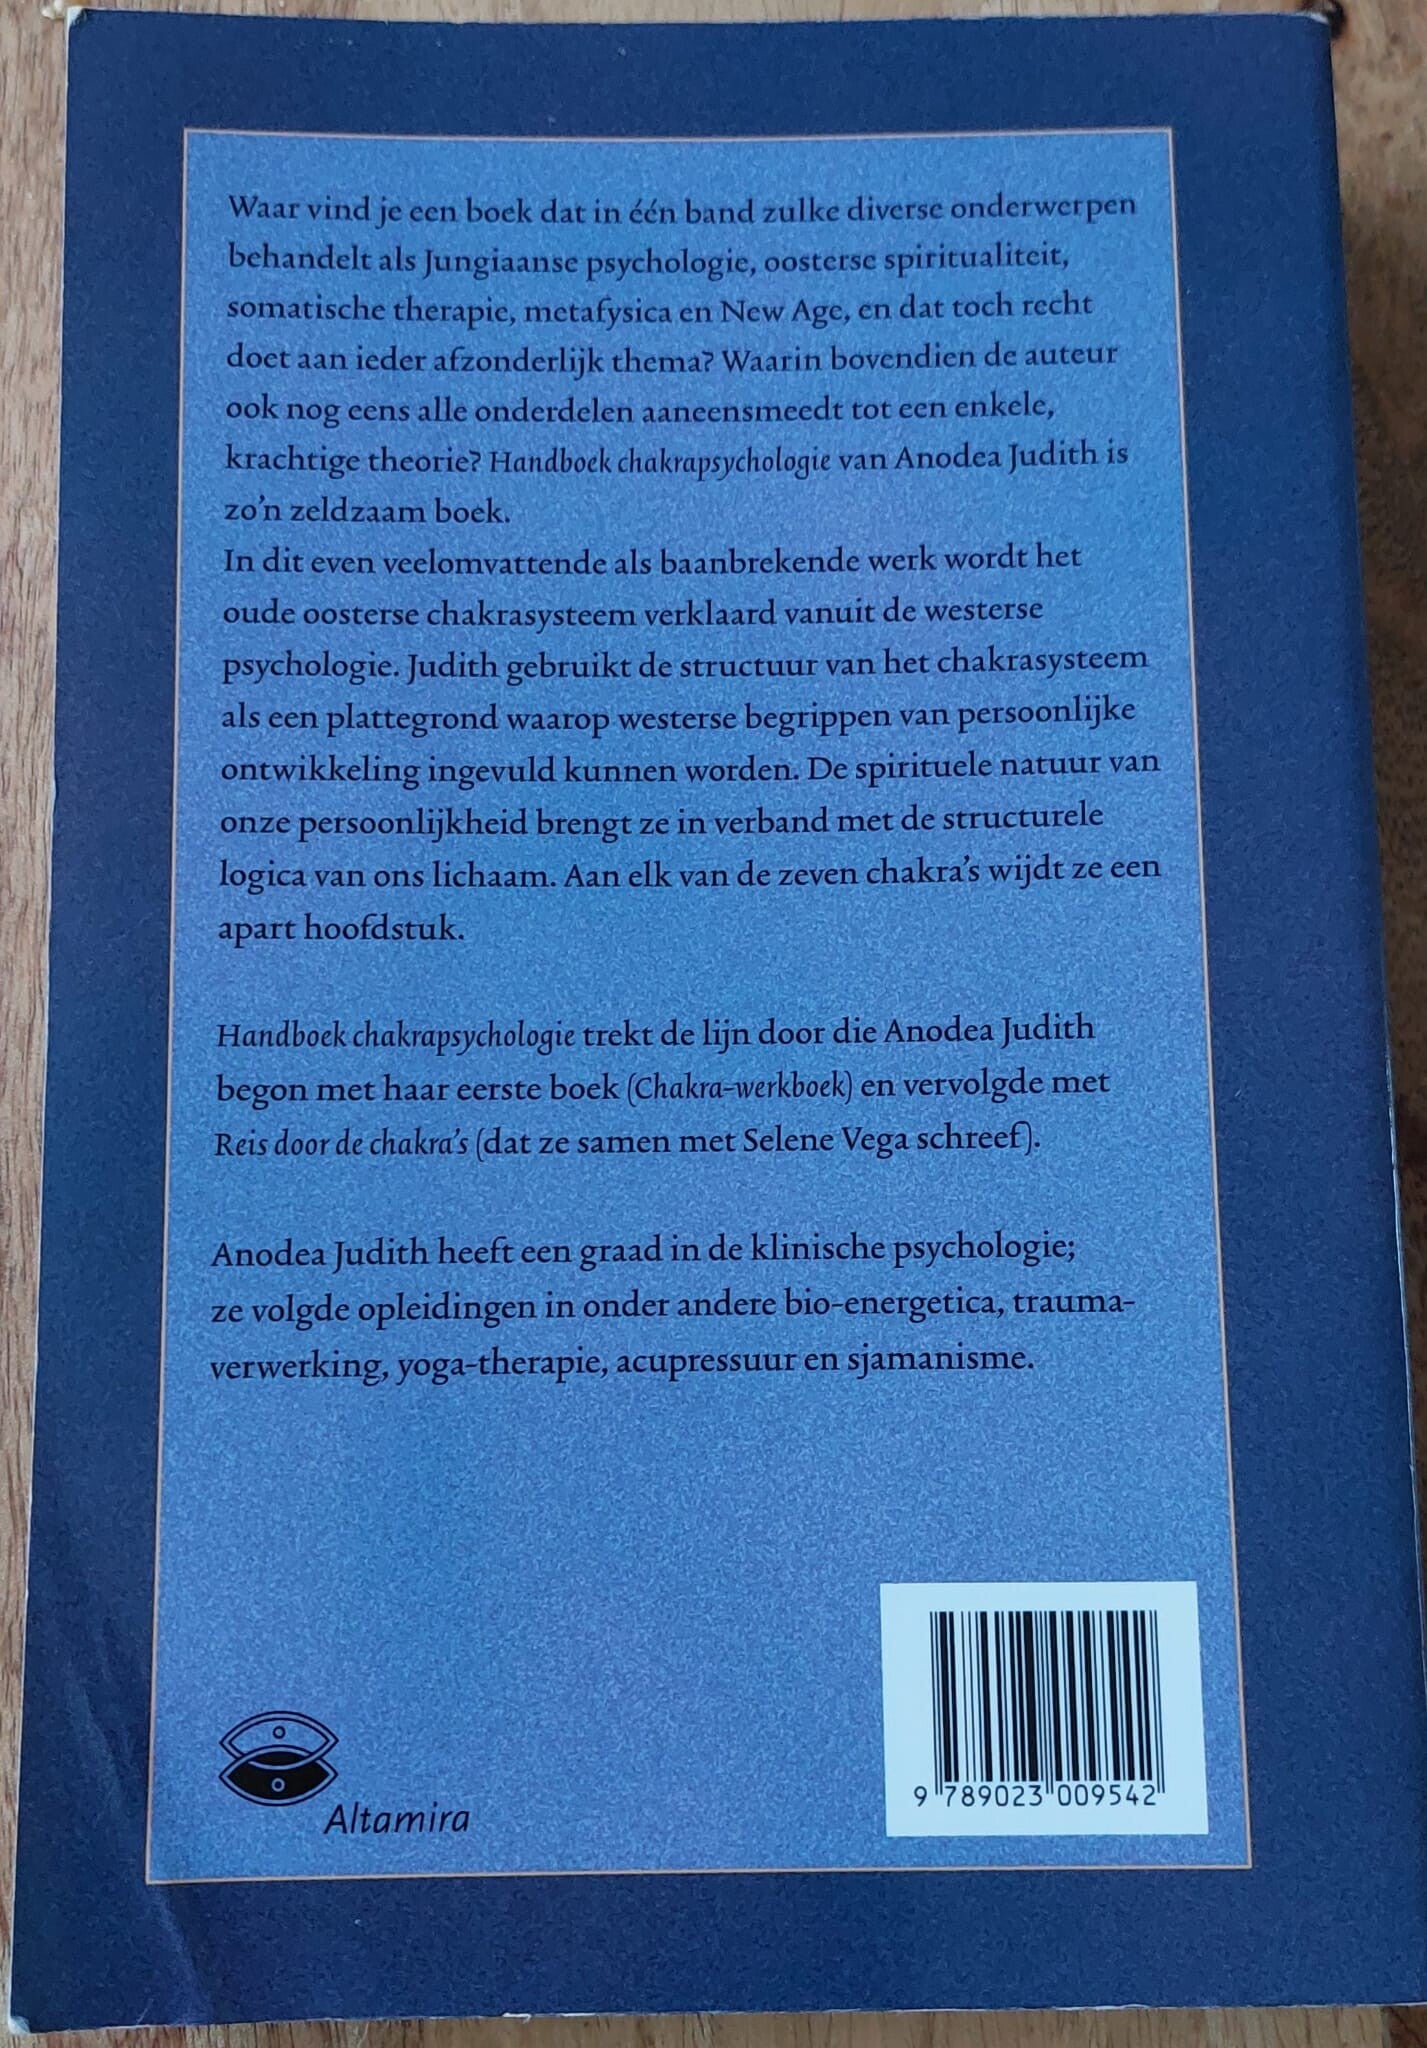 Waar vind je een boek dat in één band zulke diverse onderwerpen
behandelt als Jungiaanse psychologie, oosterse spiritualiteit,
somatische therapie, metafysica en New Age, en dat toch recht
doet aan ieder afzonderlijk thema? Waarin bovendien de auteur
ook nog eens alle onderdelen aaneensmeedt tot een enkele,
krachtige theorie? Handboek chakrapsychologie van Anodea Judith is
zo'n zeldzaam boek.
In dit even veelomvattende als baanbrekende werk wordt het
oude oosterse chakrasysteem verklaard vanuit de westerse
psychologie. Judith gebruikt de structuur van het chakrasysteem
als een plattegrond waarop westerse begrippen van persoonlijke
ontwikkeling ingevuld kunnen worden. De spirituele natuur van
onze persoonlijkheid brengt ze in verband met de structurele
logica van ons lichaam. Aan elk van de zeven chakra's wijdt ze een
apart hoofdstuk.
Handboek chakrapsychologie trekt de lijn door die Anodea Judith
begon met haar eerste boek (Chakra-werkboek) en vervolgde met
Reis door de chakra's (dat ze samen met Selene Vega schreef).
Anodea Judith heeft een graad in de klinische psychologie;
ze volgde opleidingen in onder andere bio-energetica, trauma-
verwerking, yoga-therapie, acupressuur en sjamanisme.
Altamira
9 789023 009542